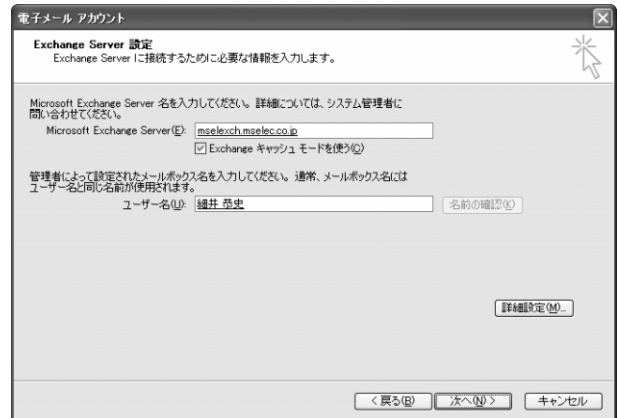 電子メール アカウント
Exchange Server 設定
Exchange Server に接続するために必要な情報を入力します。
Microsoft Exchange Server 名を入力してください。詳細については、システム管理者に
問い合わせてください。
Microsoft Exchange Server(E): mselexch.mselec.co.jp
Exchange キャッシュ モードを使う(C)
管理者によって設定されたメールボックス名を入力してください。通常、メールボックス名には
ユーザー名と同じ名前が使用されます。
ユーザー名(U): 細井 恭史 名前の確認(K)
詳細設定(M)...
< 戻る(B) 次へ(N) > キャンセル